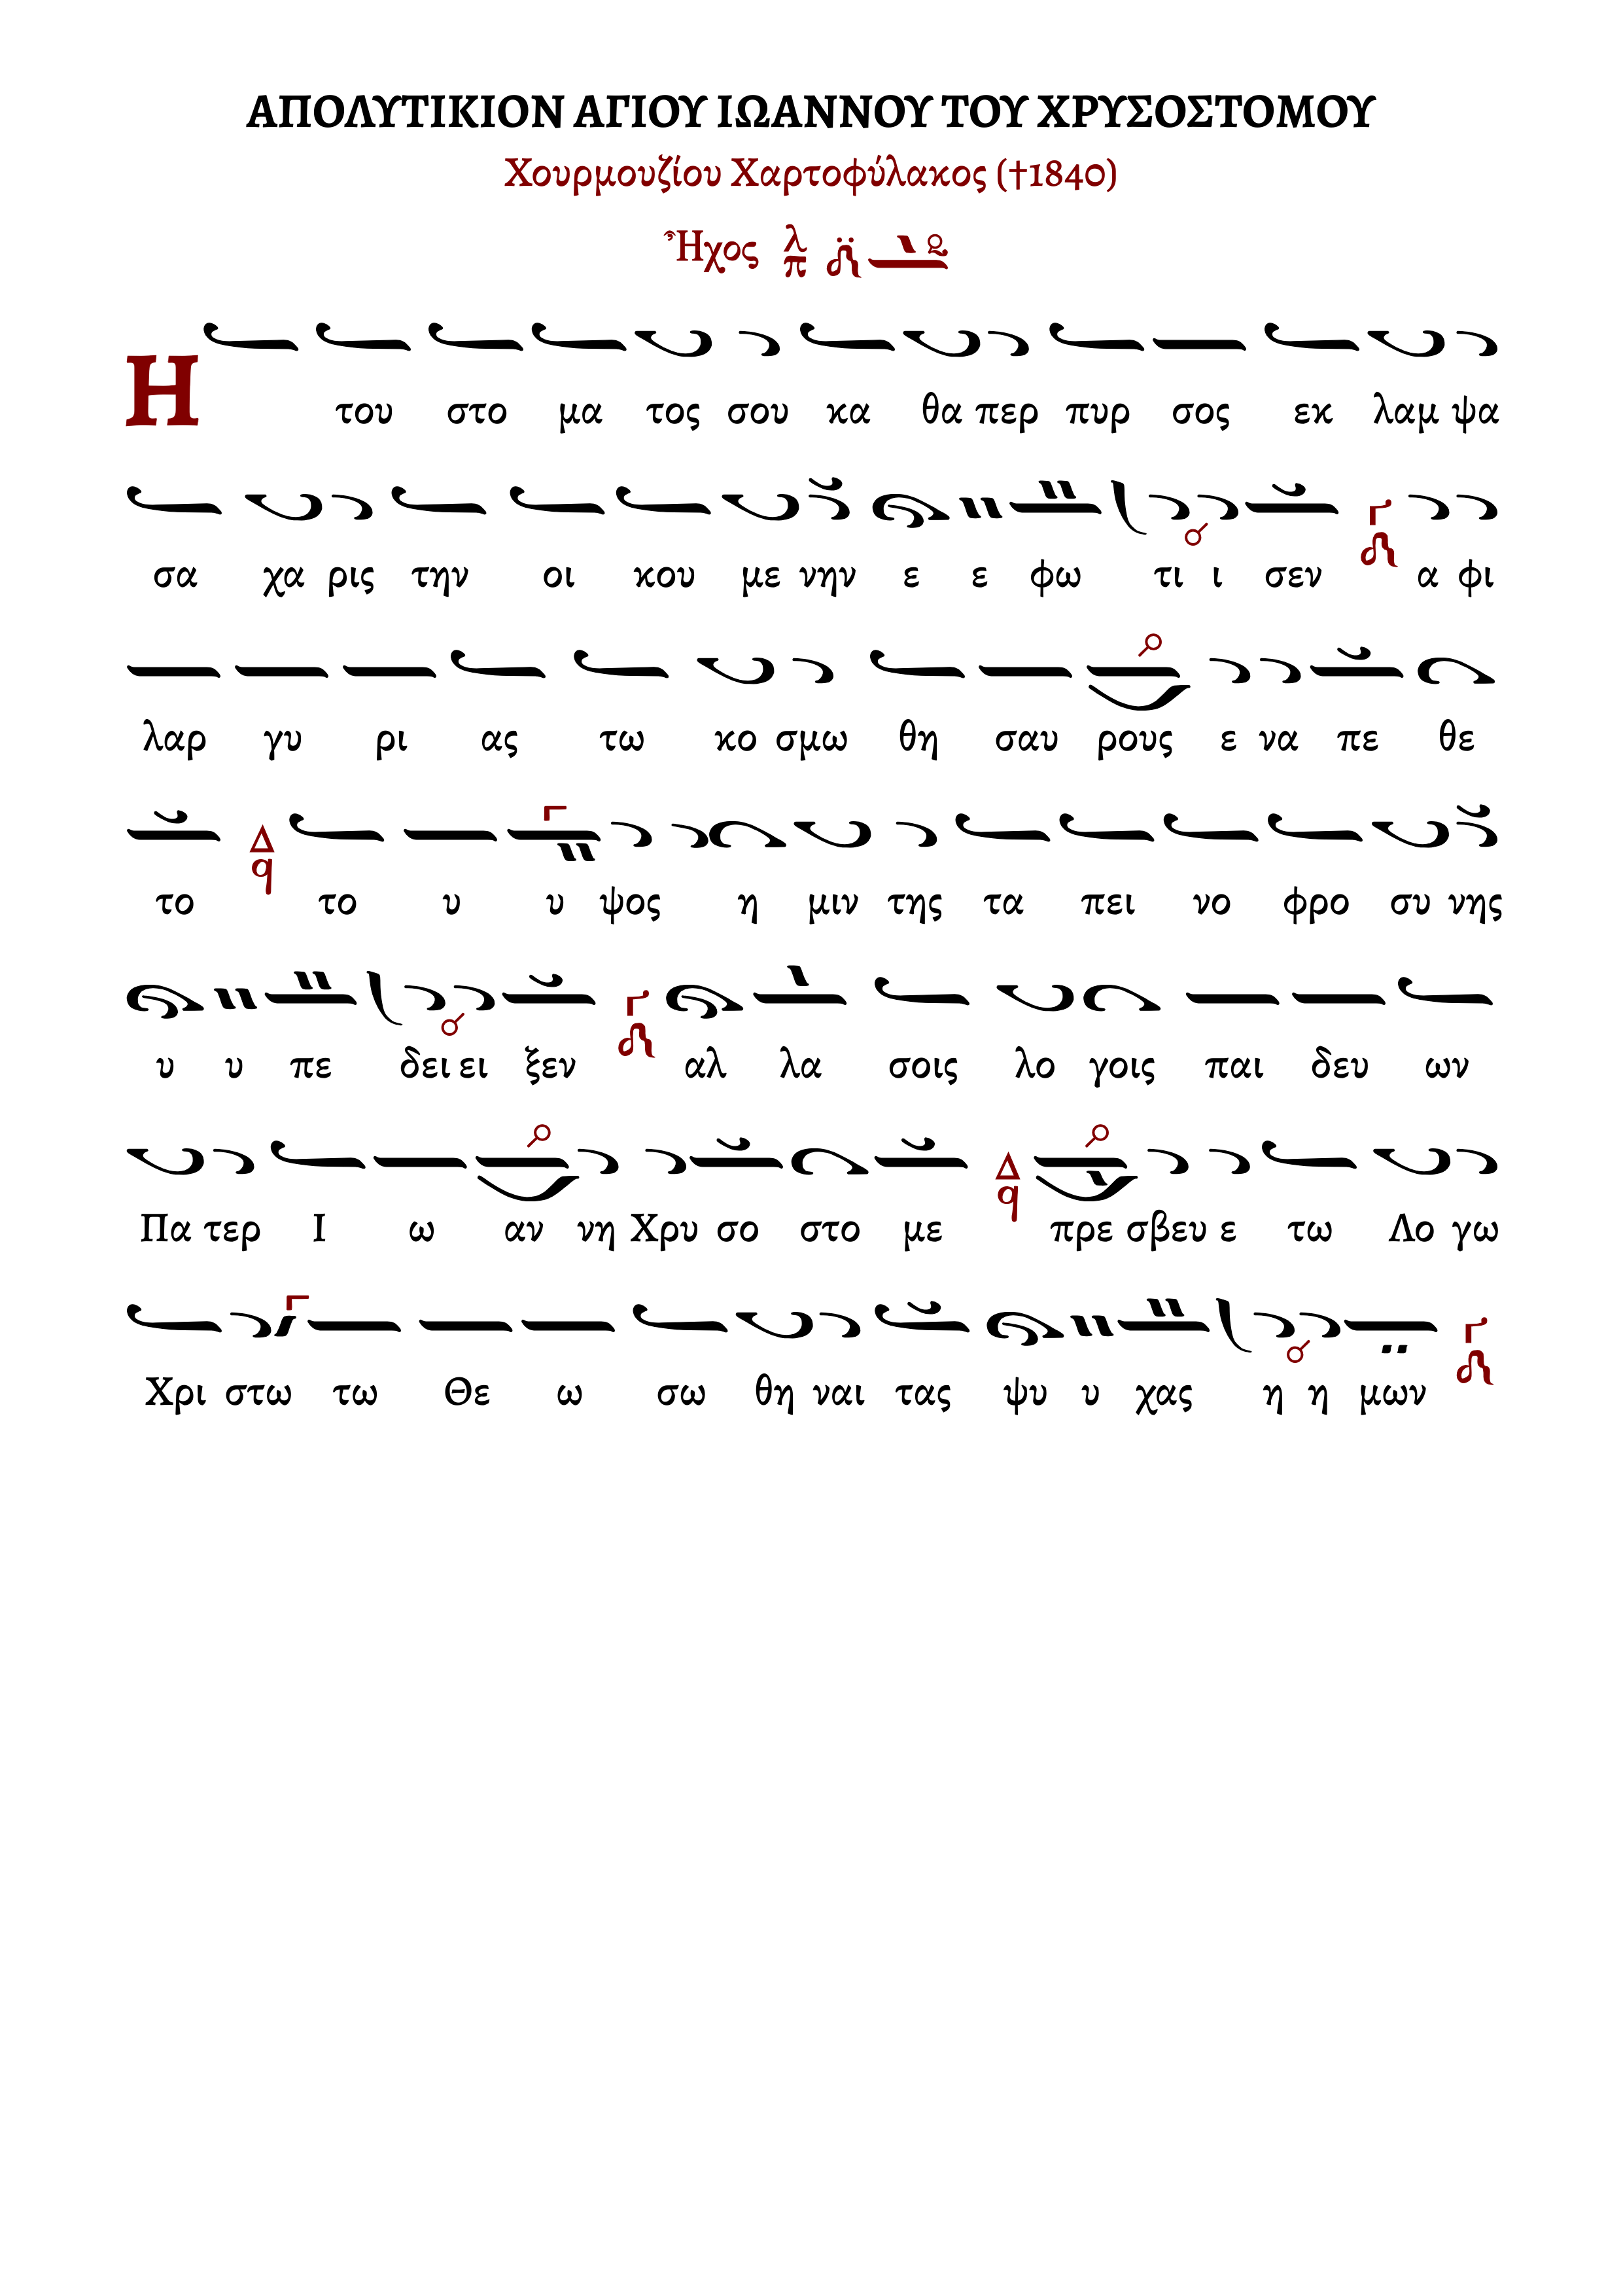 ΑΠΟΛΥΤΙΚΙΟΝ ΑΓΙΟΥ ΙΩΑΝΝΟΥ ΤΟΥ ΧΡΥΣΟΣΤΟΜΟΥ
Χουρμουζίου Χαρτοφύλακος (†1840)
Ἦχος λ π
Η του στο μα τος σου κα θα περ πυρ σος εκ λαμ ψα
σα χα ρις την οι κου με νην ε ε φω τι ι σεν α φι
λαρ γυ ρι ας τω κο σμω θη σαυ ρους ε να πε θε
το Δ q το υ υ ψος η μιν της τα πει νο φρο συ νης
υ υ πε δει ει ξεν αλ λα σοις λο γοις παι δευ ων
Πα τερ Ι ω αν νη Χρυ σο στο με Δ q πρε σβευ ε τω Λο γω
Χρι στω τω Θε ω σω θη ναι τας ψυ υ χας η η μων